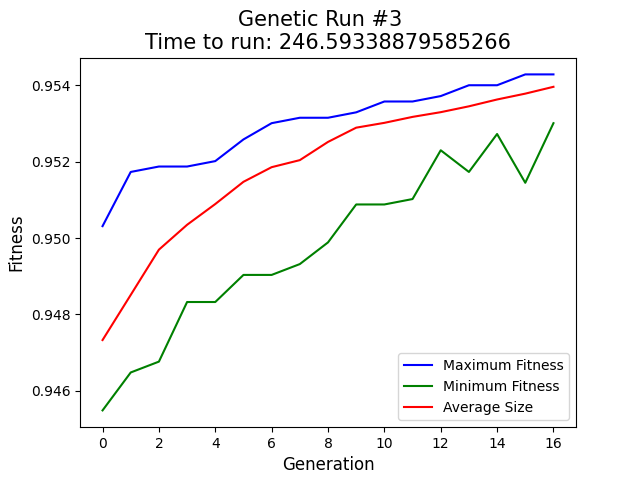 Genetic Run #3
Time to run: 246.59338879585266
Fitness
0.954
0.952
0.950
0.948
0.946
Maximum Fitness
Minimum Fitness
Average Size
0 2 4 6 8 10 12 14 16
Generation